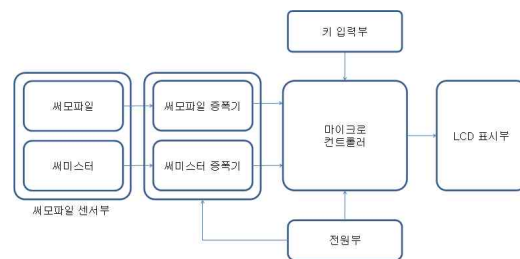 키 입력부
써모파일
써모파일 증폭기
마이크로
컨트롤러
LCD 표시부
써미스터
써미스터 증폭기
써모파일 센서부
전원부